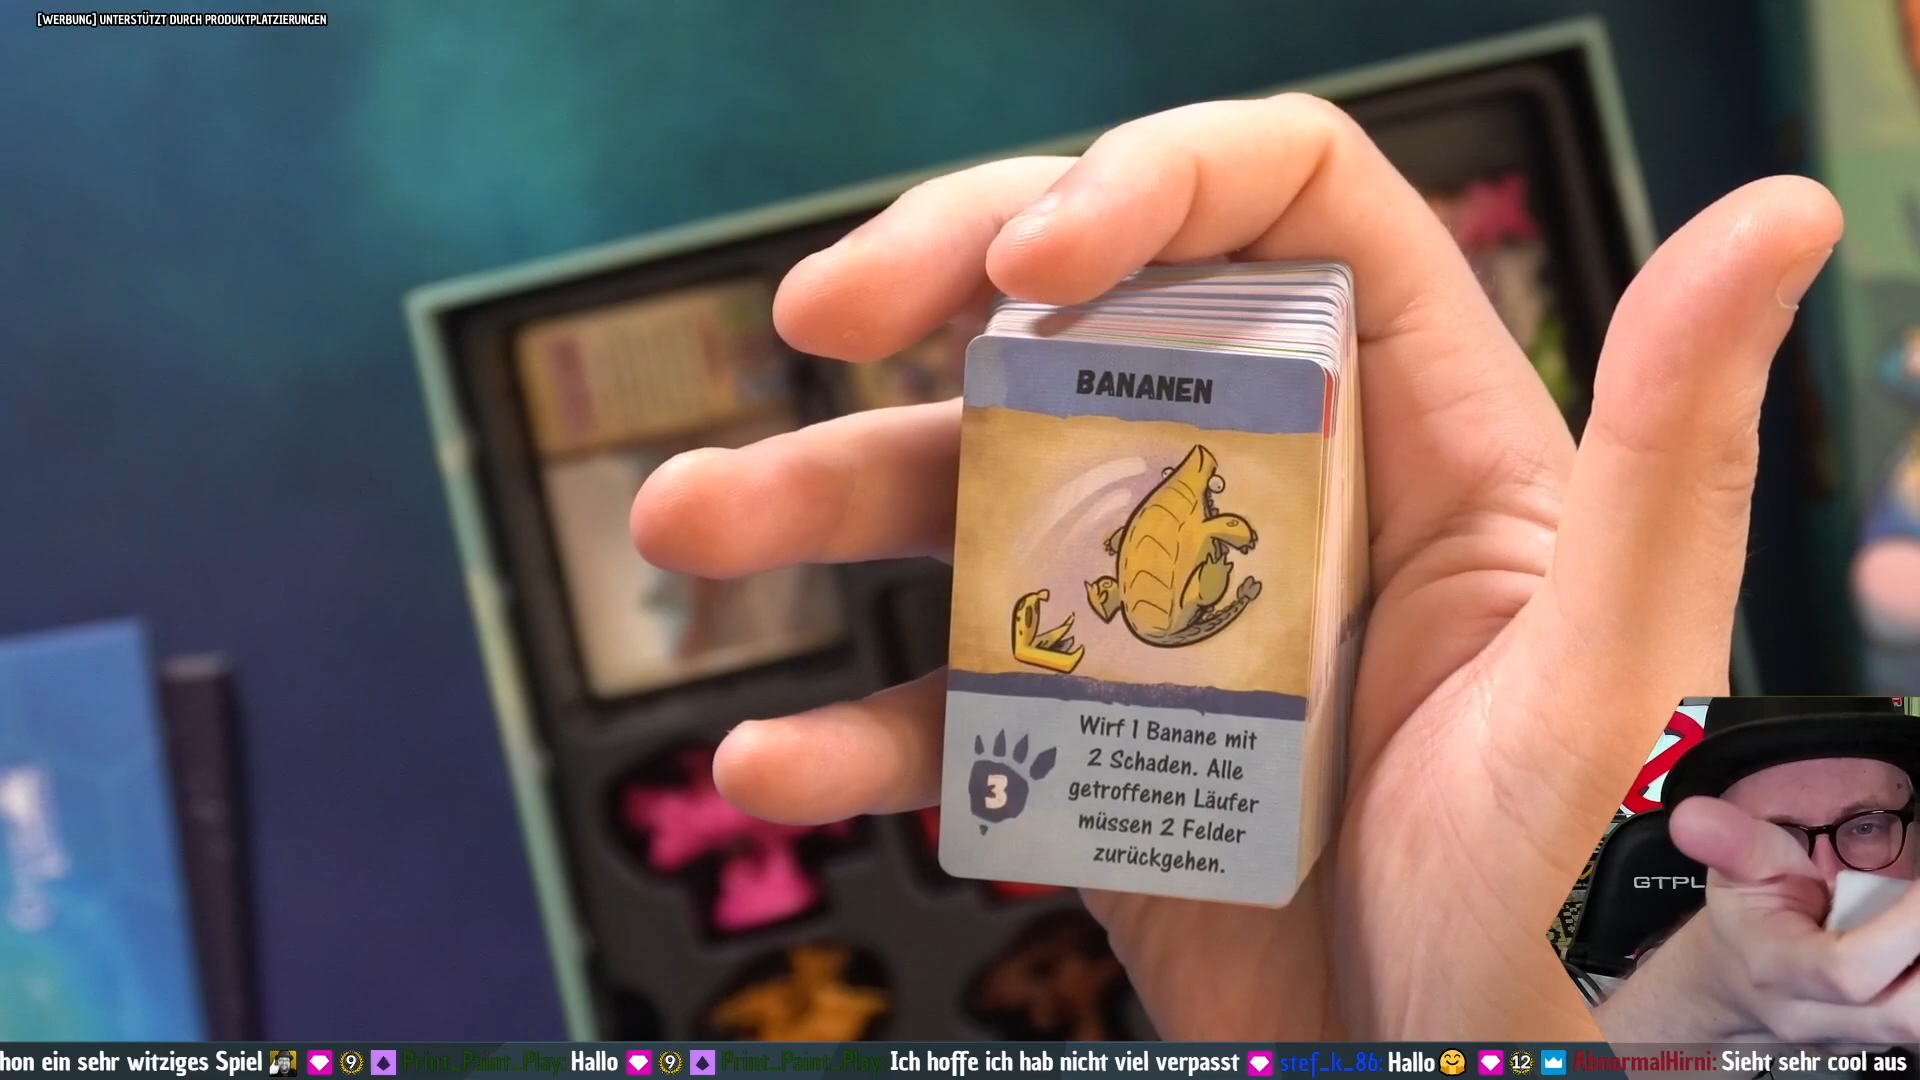 [WERBUNG] UNTERSTÜTZT DURCH PRODUKTPLATZIERUNGEN
BANANEN
Wirf 1 Banane mit
2 Schaden. Alle
getroffenen Läufer
müssen 2 Felder
zurückgehen.
3
GTPL
hon ein sehr witziges Spiel 9 Print_Paint_Play: Hallo 9 Print_Paint_Play: Ich hoffe ich hab nicht viel verpasst stef_k_86: Hallo 12 AbnormalHirni: Sieht sehr cool aus